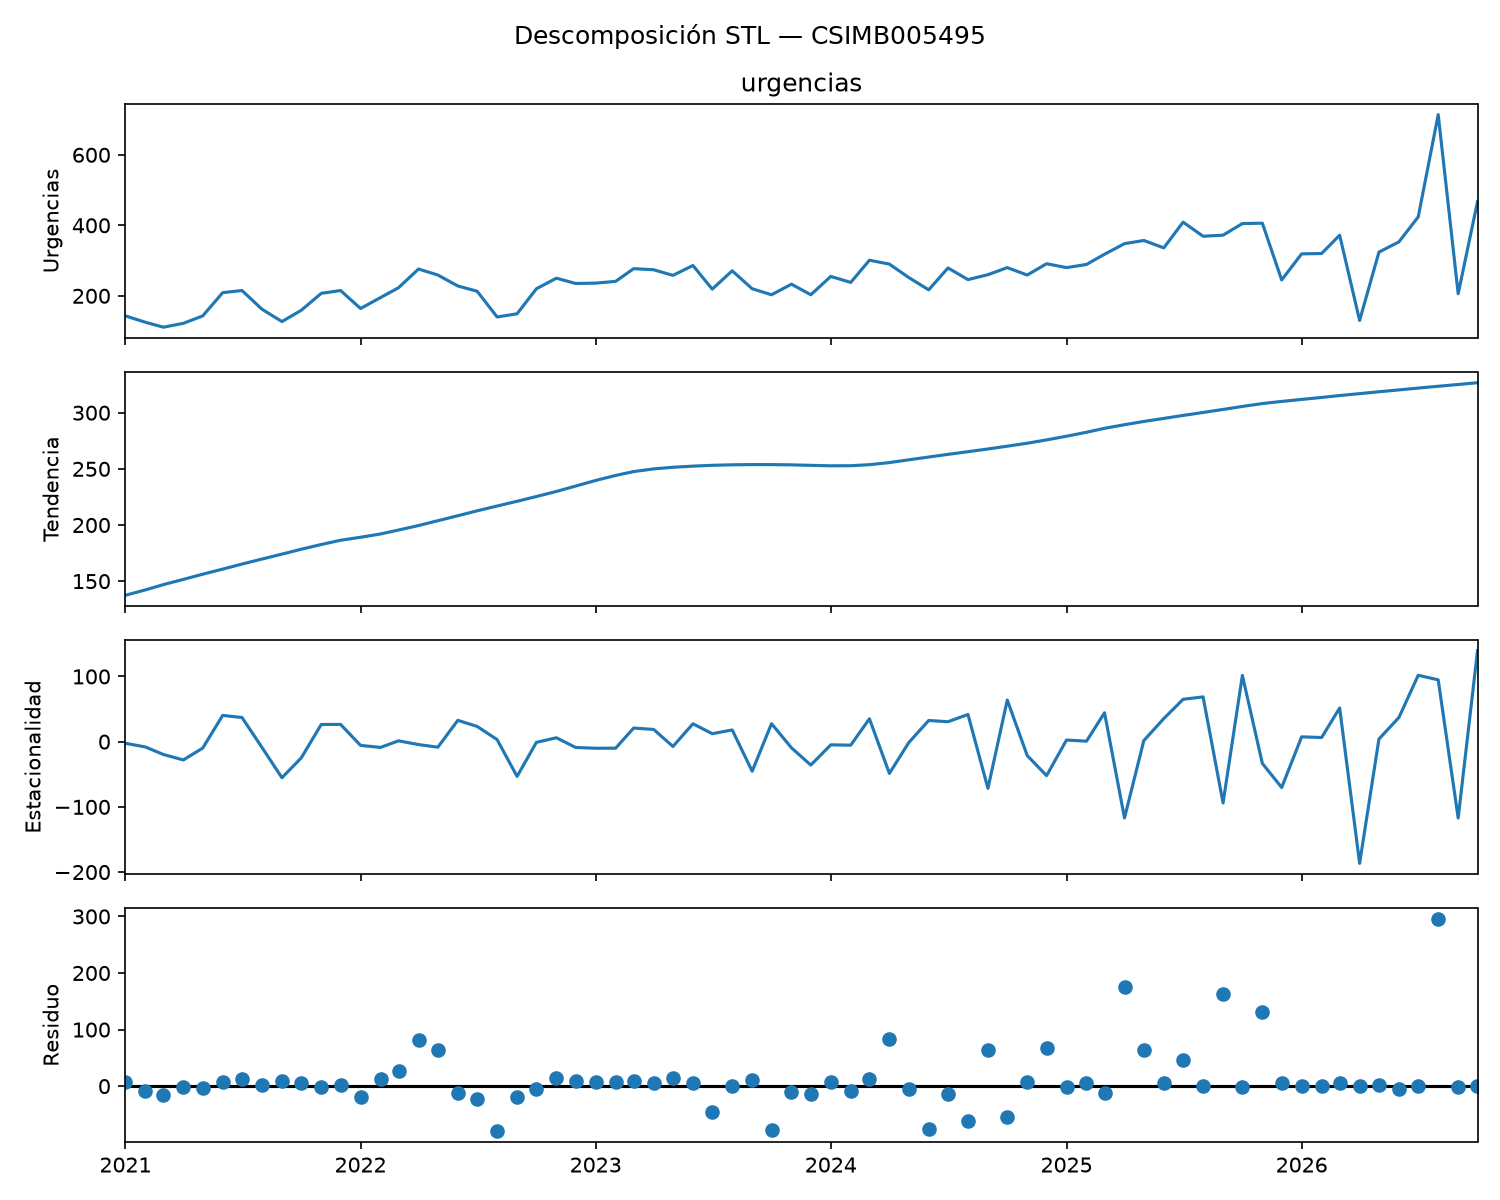 Descomposición STL — CSIMB005495
urgencias
Urgencias
600
400
200
Tendencia
300
250
200
150
Estacionalidad
100
0
−100
−200
Residuo
300
200
100
0
2021 2022 2023 2024 2025 2026